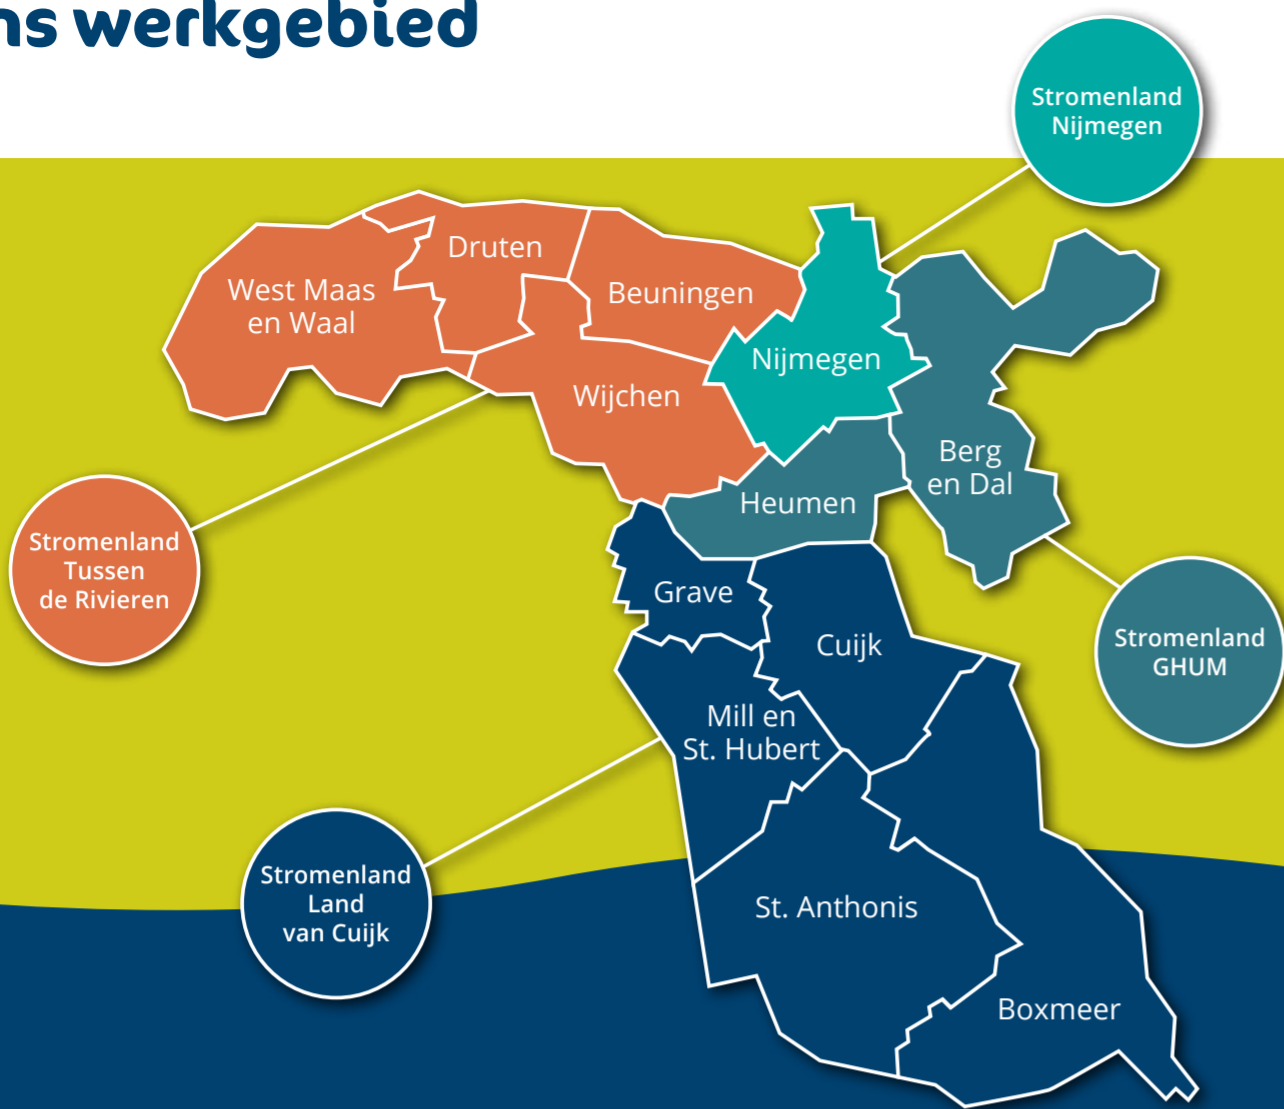 ns werkgebied
Stromenland
Nijmegen
Druten
West Maas
en Waal
Beuningen
Nijmegen
Wijchen
Berg
en Dal
Heumen
Stromenland
Tussen
de Rivieren
Grave
Cuijk
Stromenland
GHUM
Mill en
St. Hubert
Stromenland
Land
van Cuijk
St. Anthonis
Boxmeer